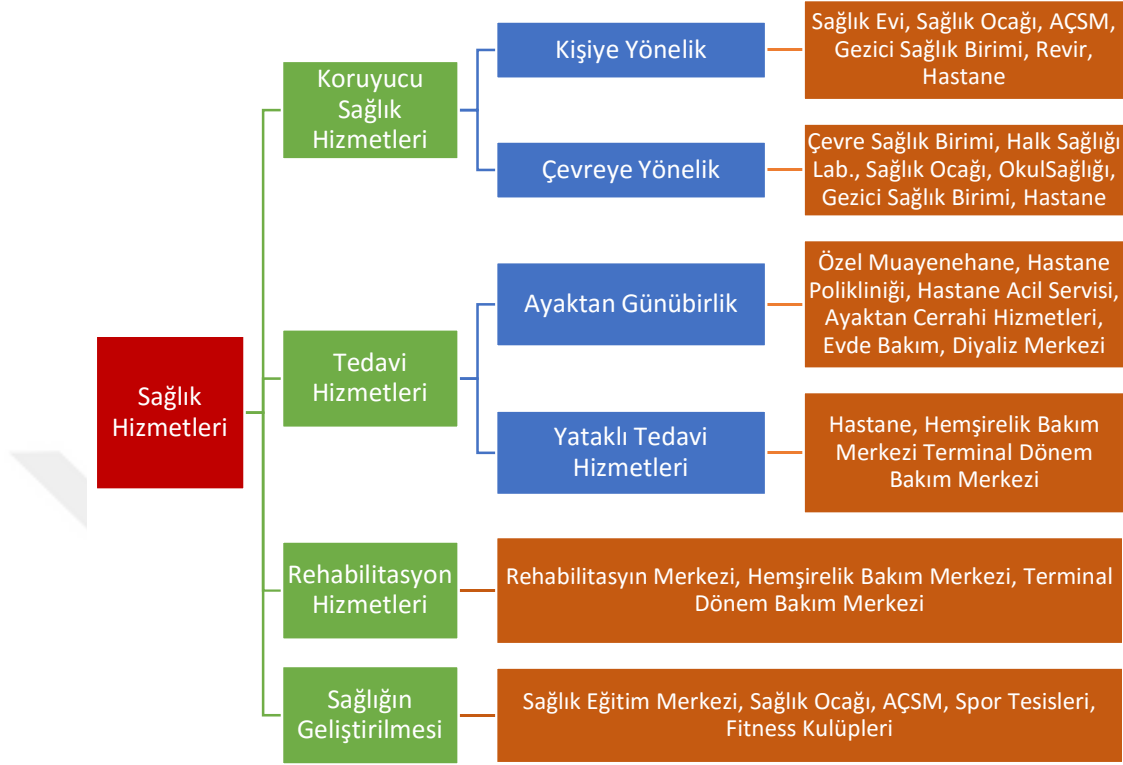 Sağlık
Hizmetleri
Koruyucu
Sağlık
Hizmetleri
Kişiye Yönelik
Sağlık Evi, Sağlık Ocağı, AÇSM,
Gezici Sağlık Birimi, Revir,
Hastane
Çevreye Yönelik
Çevre Sağlık Birimi, Halk Sağlığı
Lab., Sağlık Ocağı, OkulSağlığı,
Gezici Sağlık Birimi, Hastane
Tedavi
Hizmetleri
Ayaktan Günübirlik
Özel Muayenehane, Hastane
Polikliniği, Hastane Acil Servisi,
Ayaktan Cerrahi Hizmetleri,
Evde Bakım, Diyaliz Merkezi
Yataklı Tedavi
Hizmetleri
Hastane, Hemşirelik Bakım
Merkezi Terminal Dönem
Bakım Merkezi
Rehabilitasyon
Hizmetleri
Rehabilitasyın Merkezi, Hemşirelik Bakım Merkezi, Terminal
Dönem Bakım Merkezi
Sağlığın
Geliştirilmesi
Sağlık Eğitim Merkezi, Sağlık Ocağı, AÇSM, Spor Tesisleri,
Fitness Kulüpleri